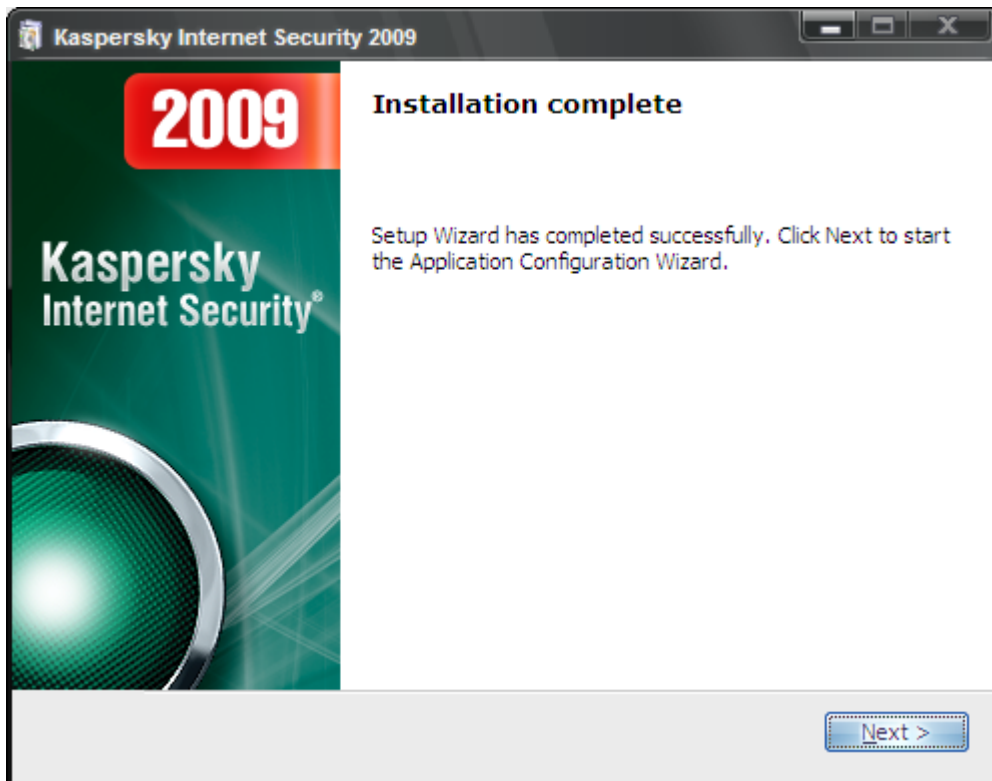 Kaspersky Internet Security 2009
2009
Kaspersky
Internet Security®
Installation complete
Setup Wizard has completed successfully. Click Next to start
the Application Configuration Wizard.
Next >